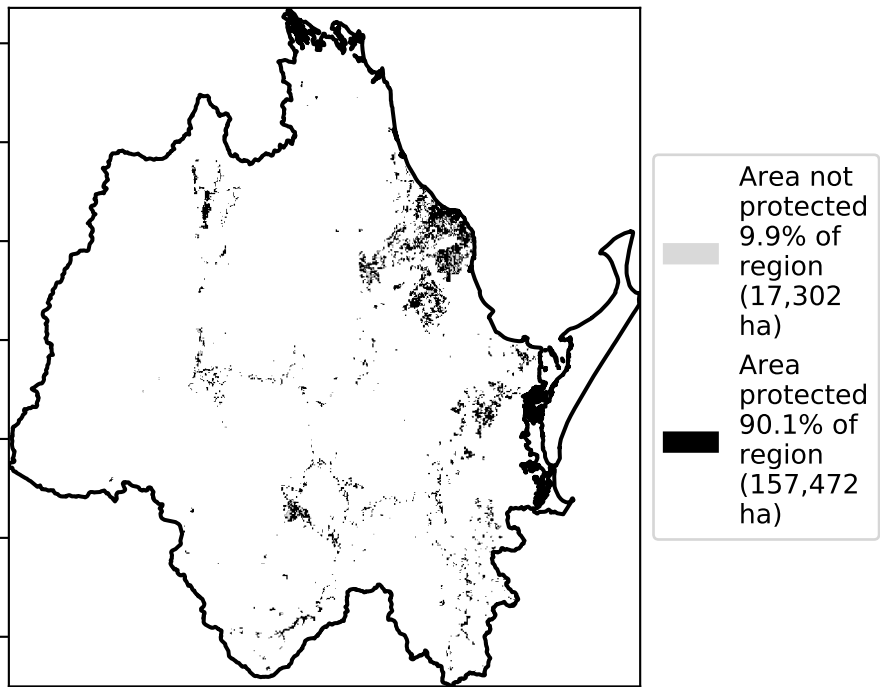 Area not
protected
9.9% of
region
(17,302
ha)
Area
protected
90.1% of
region
(157,472
ha)